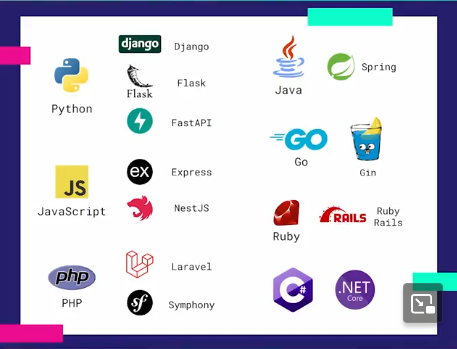 django
Django
Python
Flask
Flask
FastAPI
JS
JavaScript
ex
Express
NestJS
php
PHP
Laravel
sf
Symphony
Java
Spring
GO
Go
Gin
Ruby
RAILS
Ruby
Rails
C#
.NET
Core